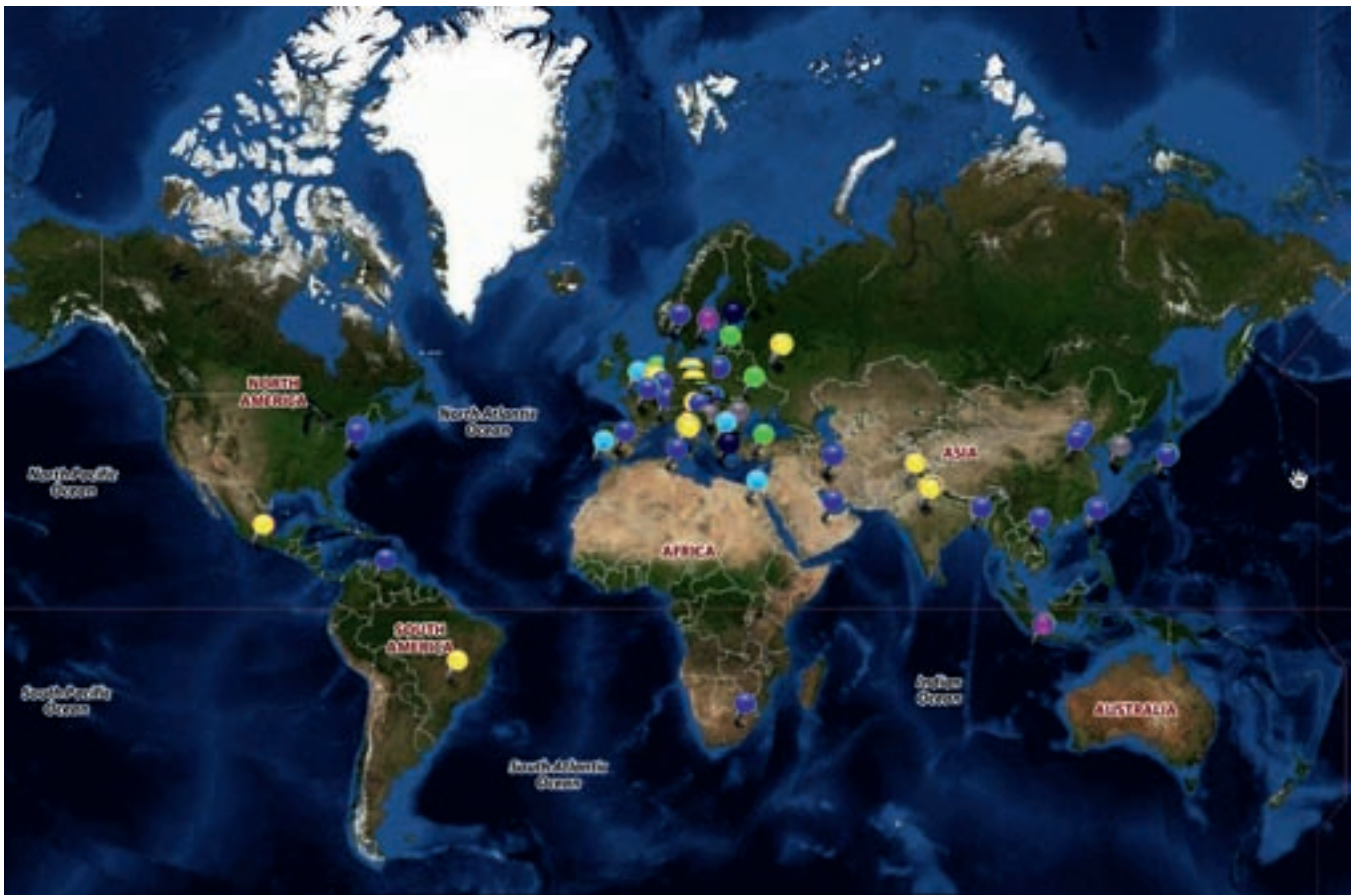 NORTH
AMERICA
North Atlantic
Ocean
North Pacific
Ocean
ASIA
AFRICA
SOUTH
AMERICA
South Pacific
Ocean
Indian
Ocean
AUSTRALIA
South Atlantic
Ocean